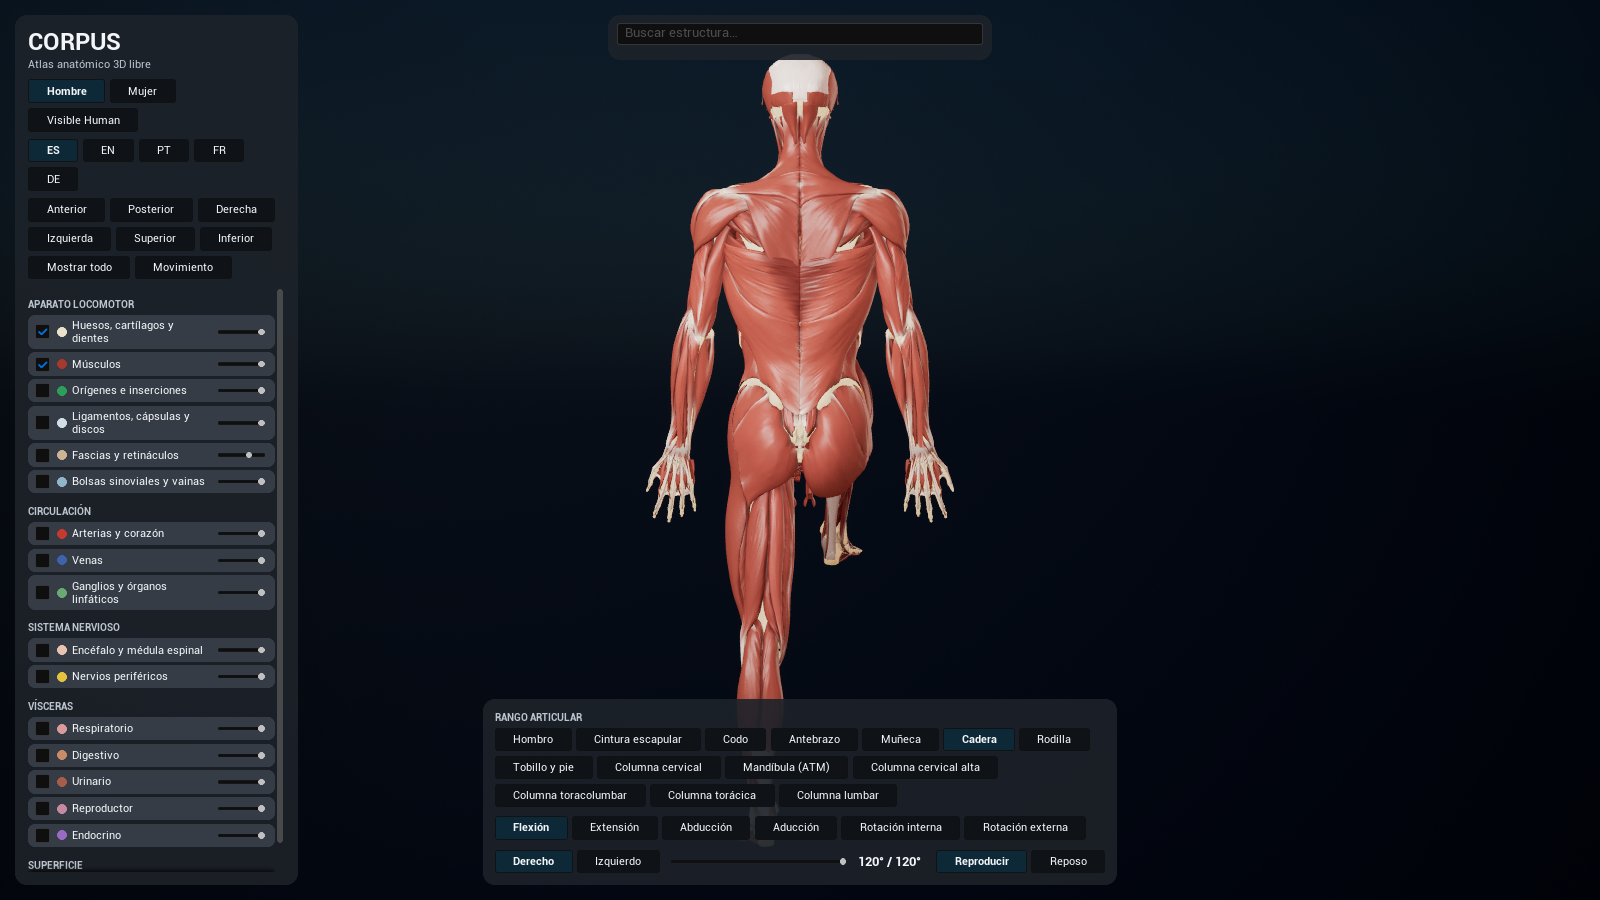 CORPUS
Atlas anatómico 3D libre
Hombre Mujer
Visible Human
ES EN PT FR
DE
Anterior Posterior Derecha
Izquierda Superior Inferior
Mostrar todo Movimiento
APARATO LOCOMOTOR
Huesos, cartílagos y
dientes
Músculos
Orígenes e inserciones
Ligamentos, cápsulas y
discos
Fascias y retináculos
Bolsas sinoviales y vainas
CIRCULACIÓN
Arterias y corazón
Venas
Ganglios y órganos
linfáticos
SISTEMA NERVIOSO
Encéfalo y médula espinal
Nervios periféricos
VÍSCERAS
Respiratorio
Digestivo
Urinario
Reproductor
Endocrino
SUPERFICIE
Buscar estructura...
RANGO ARTICULAR
Hombro Cintura escapular Codo Antebrazo Muñeca Cadera Rodilla
Tobillo y pie Columna cervical Mandíbula (ATM) Columna cervical alta
Columna toracolumbar Columna torácica Columna lumbar
Flexión Extensión Abducción Aducción Rotación interna Rotación externa
Derecho Izquierdo 120° / 120° Reproducir Reposo